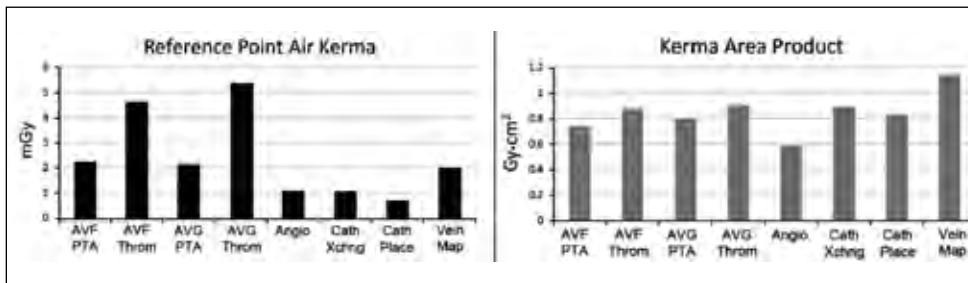 Reference Point Air Kerma
mGy
6
5
4
3
2
1
0
AVF PTA
AVF Throm
AVG PTA
AVG Throm
Angio
Cath Xchng
Cath Place
Vein Map
Kerma Area Product
Gy-cm²
1.2
1
0.8
0.6
0.4
0.2
0
AVF PTA
AVF Throm
AVG PTA
AVG Throm
Angio
Cath Xchng
Cath Place
Vein Map